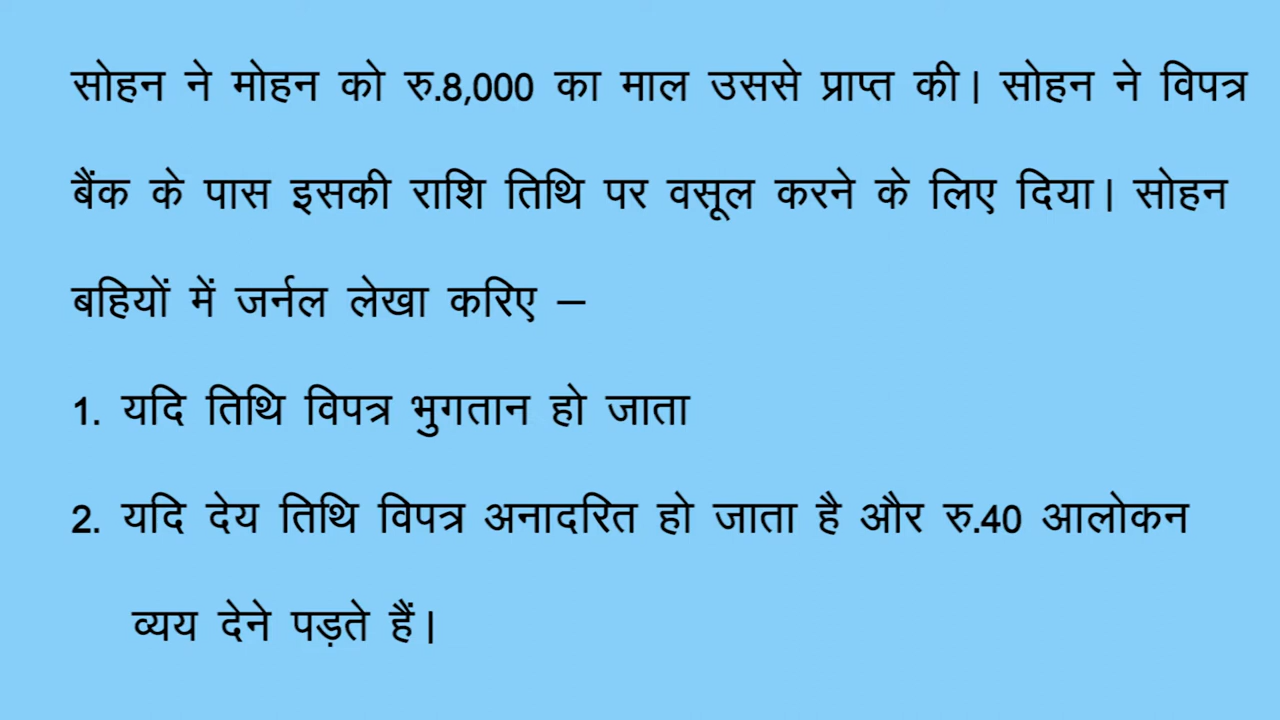 सोहन ने मोहन को रु.8,000 का माल उससे प्राप्त की। सोहन ने विपत्र
बैंक के पास इसकी राशि तिथि पर वसूल करने के लिए दिया। सोहन
बहियों में जर्नल लेखा करिए –
1. यदि तिथि विपत्र भुगतान हो जाता
2. यदि देय तिथि विपत्र अनादरित हो जाता है और रु.40 आलोकन
व्यय देने पड़ते हैं।